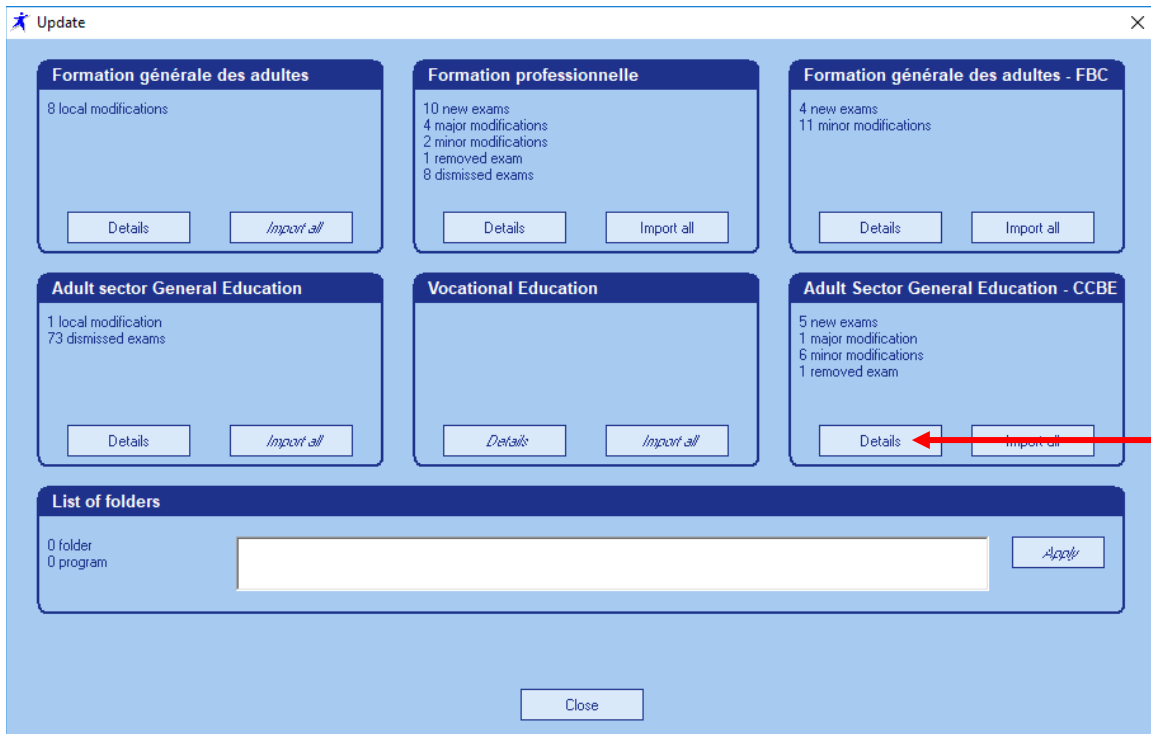 Update
Formation générale des adultes
8 local modifications
Details
Import all
Formation professionnelle
10 new exams
4 major modifications
2 minor modifications
1 removed exam
8 dismissed exams
Details
Import all
Formation générale des adultes - FBC
4 new exams
11 minor modifications
Details
Import all
Adult sector General Education
1 local modification
73 dismissed exams
Details
Import all
Vocational Education
Details
Import all
Adult Sector General Education - CCBE
5 new exams
1 major modification
6 minor modifications
1 removed exam
Details
Import all
List of folders
0 folder
0 program
Apply
Close